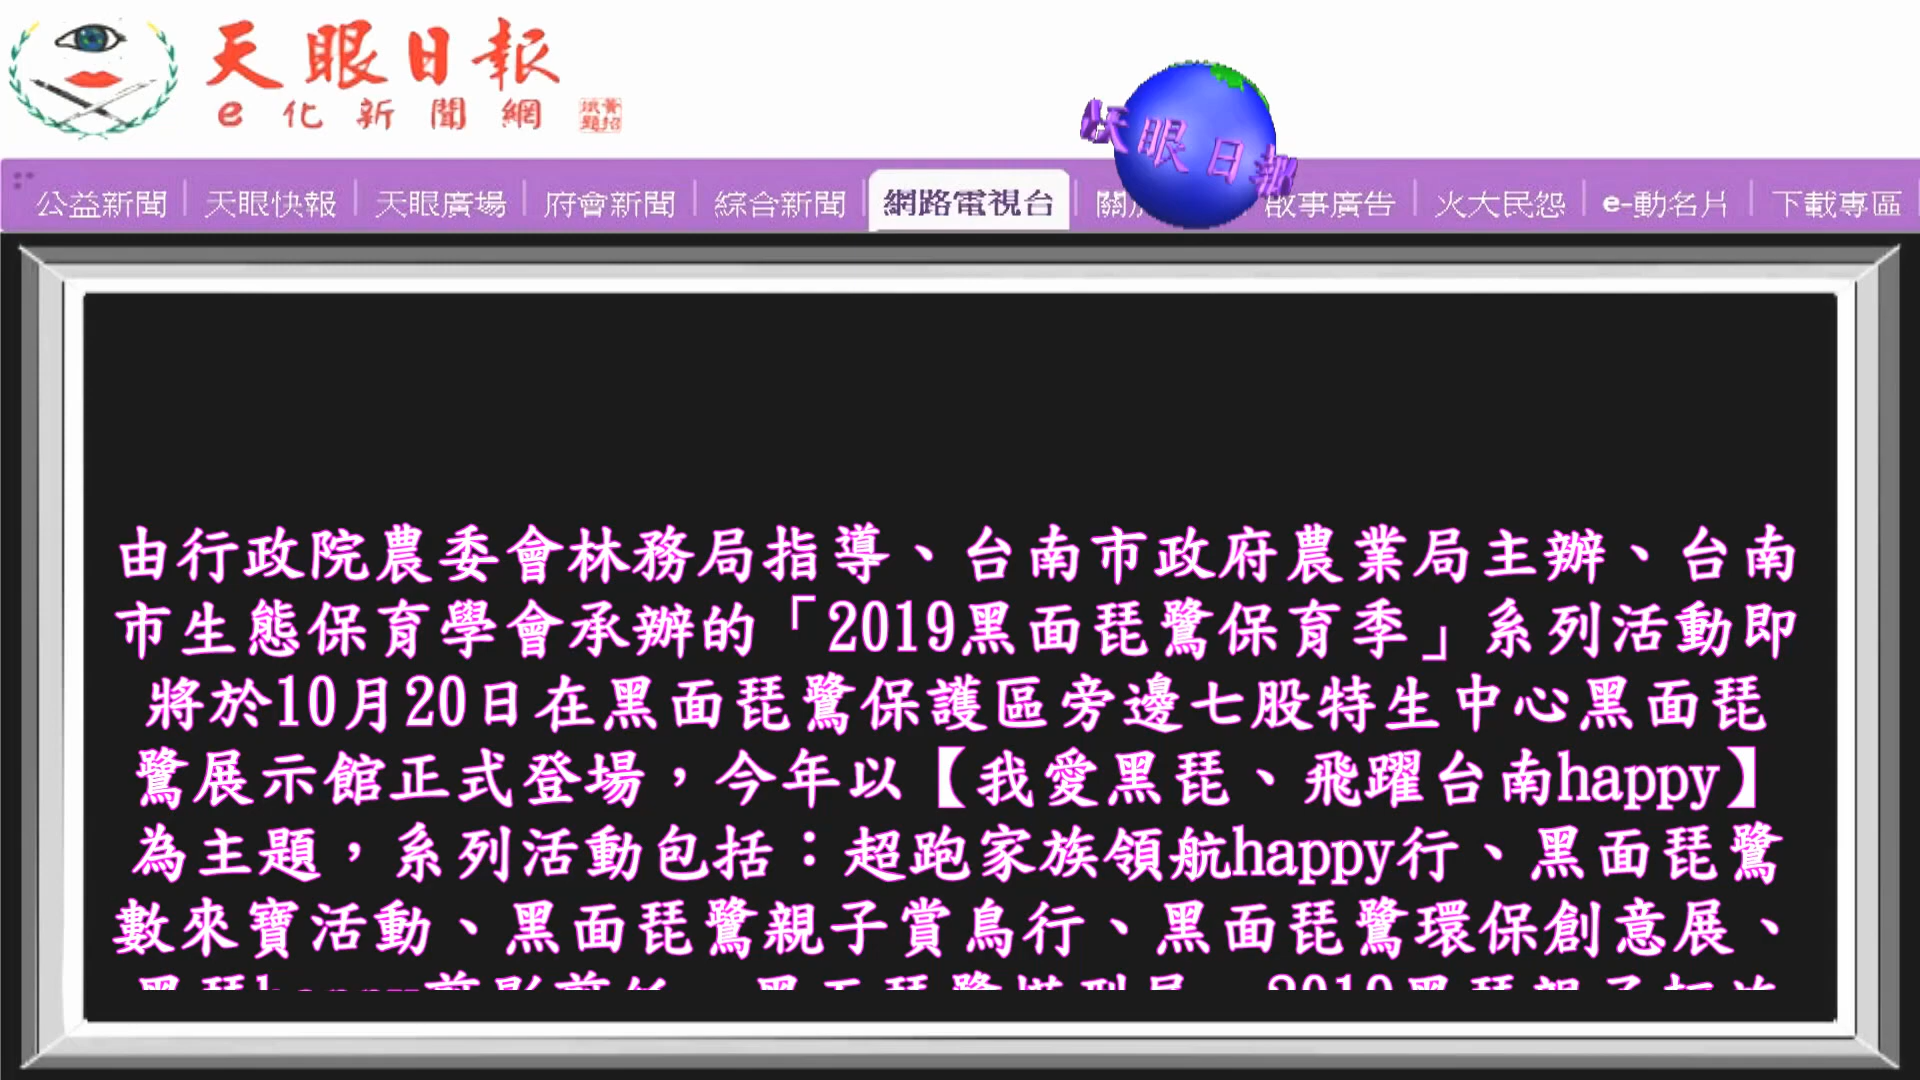 天眼日報
e化新聞網
天眼日報
公益新聞
天眼快報
天眼廣場
府會新聞
綜合新聞
網路電視台
關於
啟事廣告
火大民怨
e-動名片
下載專區
由行政院農委會林務局指導、台南市政府農業局主辦、台南
市生態保育學會承辦的「2019黑面琵鷺保育季」系列活動即
將於10月20日在黑面琵鷺保護區旁邊七股特生中心黑面琵
鷺展示館正式登場，今年以【我愛黑琵、飛躍台南happy】
為主題，系列活動包括：超跑家族領航happy行、黑面琵鷺
數來寶活動、黑面琵鷺親子賞鳥行、黑面琵鷺環保創意展、